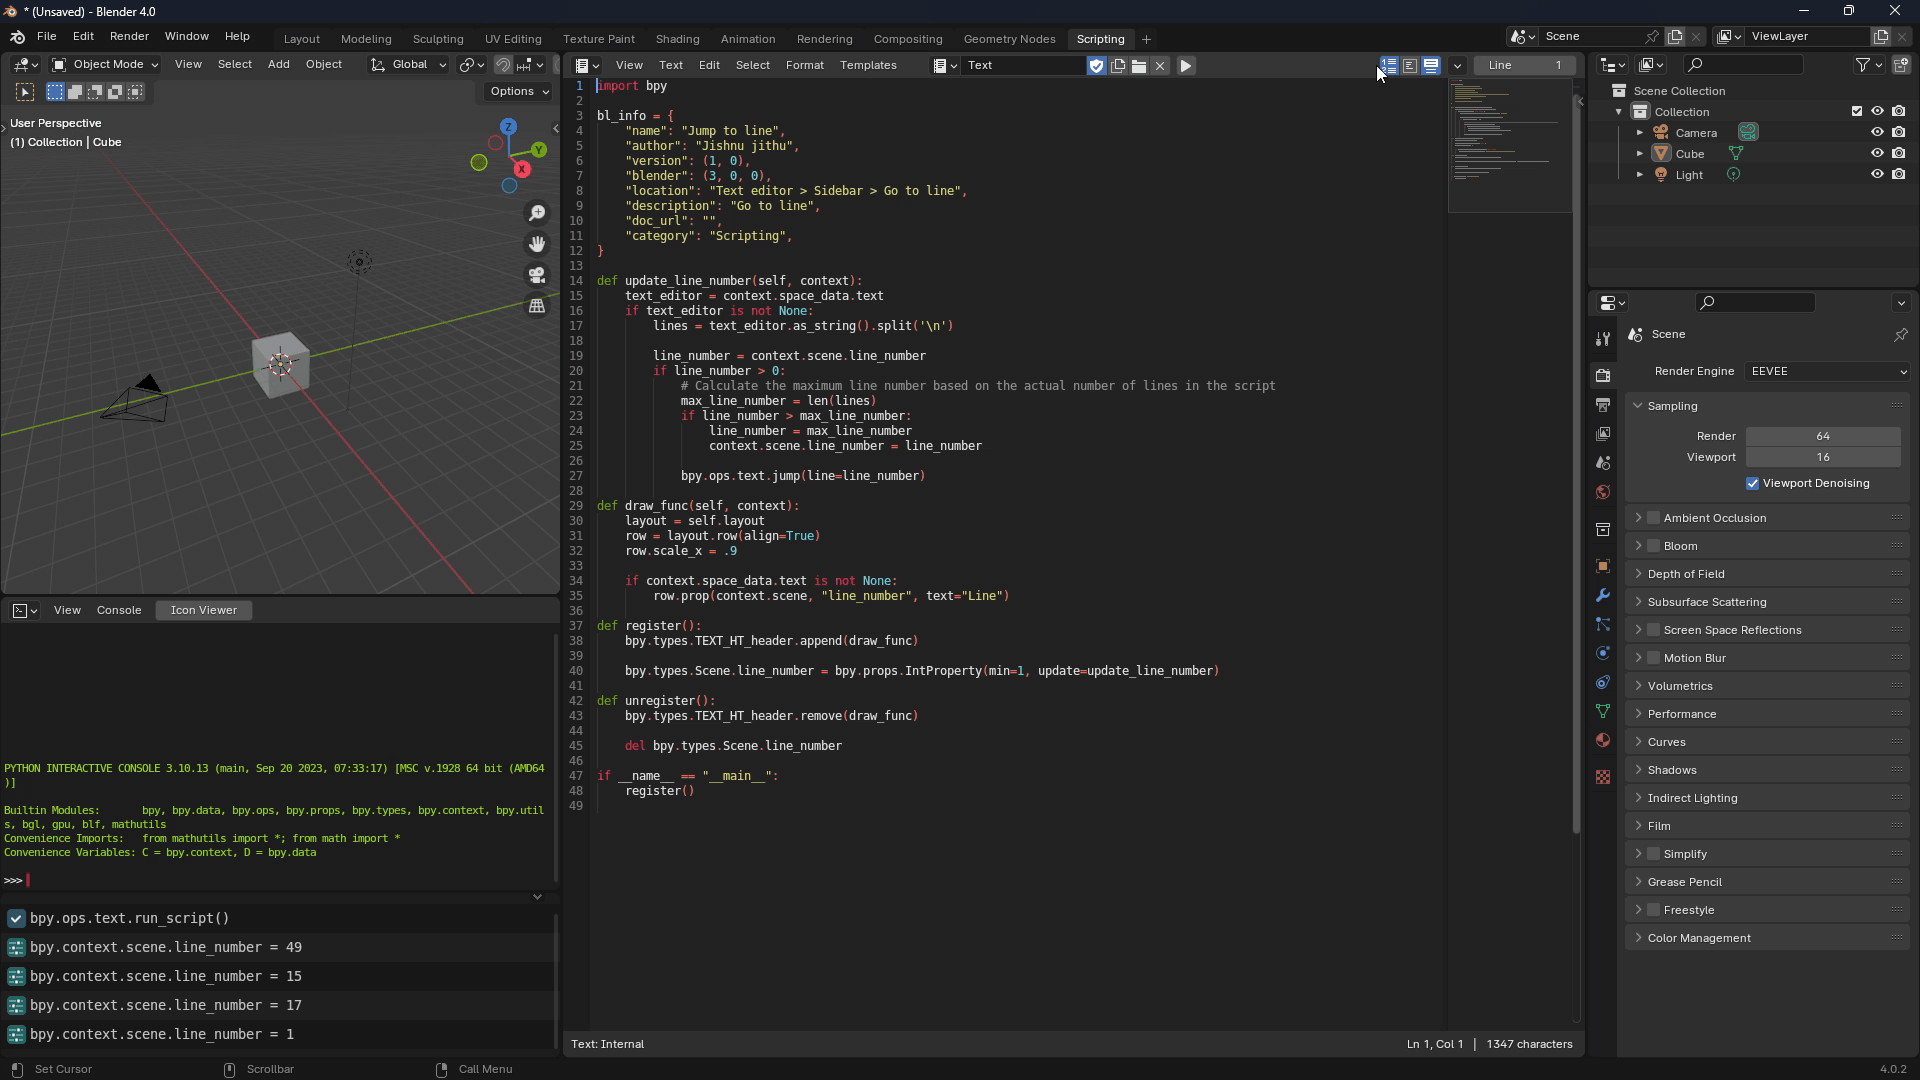 * (Unsaved) - Blender 4.0
File Edit Render Window Help
Layout Modeling Sculpting UV Editing Texture Paint Shading Animation Rendering Compositing Geometry Nodes Scripting +
Scene
ViewLayer
Object Mode View Select Add Object Global
Options
User Perspective
(1) Collection | Cube
Z
Y
X
View Text Edit Select Format Templates Text Line 1
1 import bpy
2
3 bl_info = {
4     "name": "Jump to line",
5     "author": "Jishnu jithu",
6     "version": (1, 0),
7     "blender": (3, 0, 0),
8     "location": "Text editor > Sidebar > Go to line",
9     "description": "Go to line",
10     "doc_url": "",
11     "category": "Scripting",
12 }
13
14 def update_line_number(self, context):
15     text_editor = context.space_data.text
16     if text_editor is not None:
17         lines = text_editor.as_string().split('\n')
18
19         line_number = context.scene.line_number
20         if line_number > 0:
21             # Calculate the maximum line number based on the actual number of lines in the script
22             max_line_number = len(lines)
23             if line_number > max_line_number:
24                 line_number = max_line_number
25                 context.scene.line_number = line_number
26
27             bpy.ops.text.jump(line=line_number)
28
29 def draw_func(self, context):
30     layout = self.layout
31     row = layout.row(align=True)
32     row.scale_x = .9
33
34     if context.space_data.text is not None:
35         row.prop(context.scene, "line_number", text="Line")
36
37 def register():
38     bpy.types.TEXT_HT_header.append(draw_func)
39
40     bpy.types.Scene.line_number = bpy.props.IntProperty(min=1, update=update_line_number)
41
42 def unregister():
43     bpy.types.TEXT_HT_header.remove(draw_func)
44
45     del bpy.types.Scene.line_number
46
47 if __name__ == "__main__":
48     register()
49
Text: Internal
Ln 1, Col 1 | 1347 characters
View Console Icon Viewer
PYTHON INTERACTIVE CONSOLE 3.10.13 (main, Sep 20 2023, 07:33:17) [MSC v.1928 64 bit (AMD64
)]
Builtin Modules:       bpy, bpy.data, bpy.ops, bpy.props, bpy.types, bpy.context, bpy.util
s, bgl, gpu, blf, mathutils
Convenience Imports:   from mathutils import *; from math import *
Convenience Variables: C = bpy.context, D = bpy.data
>>>
bpy.ops.text.run_script()
bpy.context.scene.line_number = 49
bpy.context.scene.line_number = 15
bpy.context.scene.line_number = 17
bpy.context.scene.line_number = 1
Scene Collection
Collection
Camera
Cube
Light
Scene
Render Engine EEVEE
Sampling
Render 64
Viewport 16
Viewport Denoising
Ambient Occlusion
Bloom
Depth of Field
Subsurface Scattering
Screen Space Reflections
Motion Blur
Volumetrics
Performance
Curves
Shadows
Indirect Lighting
Film
Simplify
Grease Pencil
Freestyle
Color Management
Set Cursor Scrollbar Call Menu
4.0.2